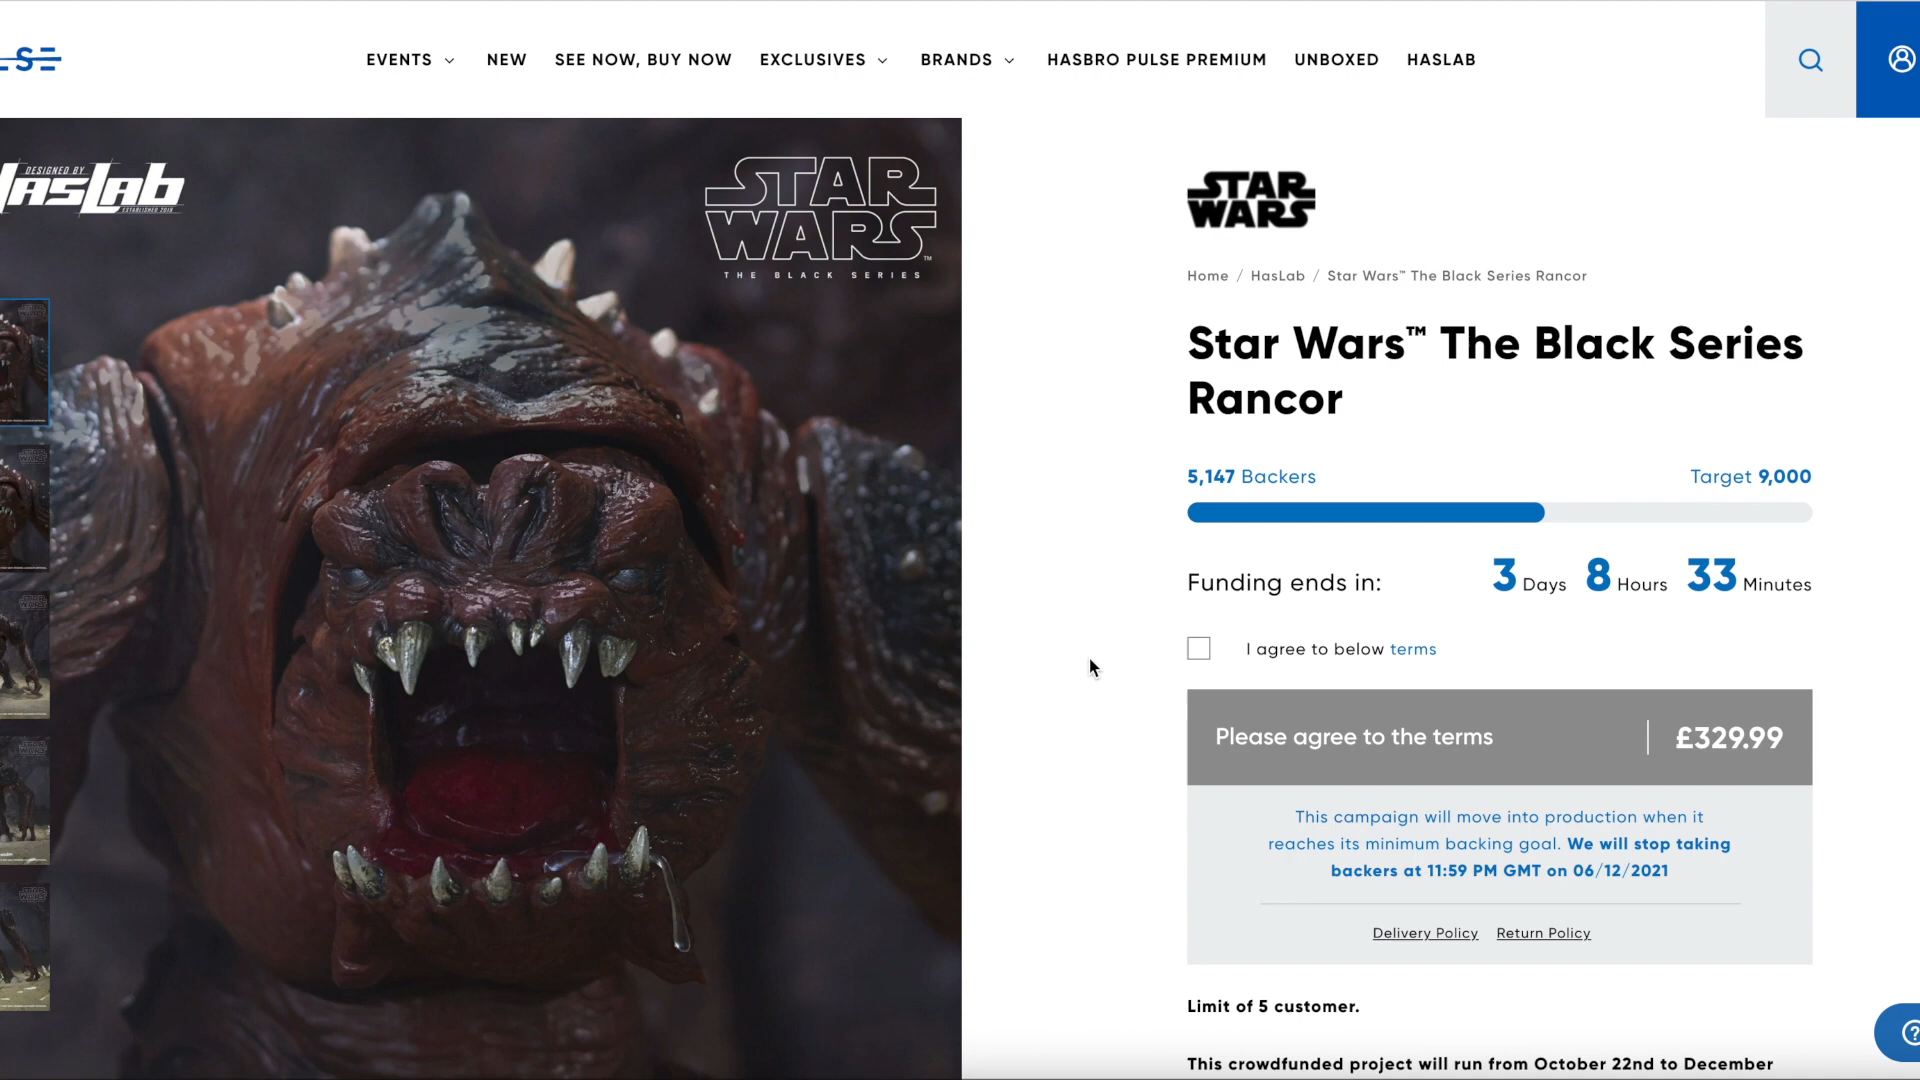 SE
EVENTS
NEW
SEE NOW, BUY NOW
EXCLUSIVES
BRANDS
HASBRO PULSE PREMIUM
UNBOXED
HASLAB
DESIGNED BY
HasLab
STAR
WARS™
THE BLACK SERIES
STAR
WARS
Home / HasLab / Star Wars™ The Black Series Rancor
Star Wars™ The Black Series
Rancor
5,147 Backers
Target 9,000
Funding ends in:
3 Days 8 Hours 33 Minutes
I agree to below terms
Please agree to the terms
£329.99
This campaign will move into production when it
reaches its minimum backing goal. We will stop taking
backers at 11:59 PM GMT on 06/12/2021
Delivery Policy
Return Policy
Limit of 5 customer.
This crowdfunded project will run from October 22nd to December